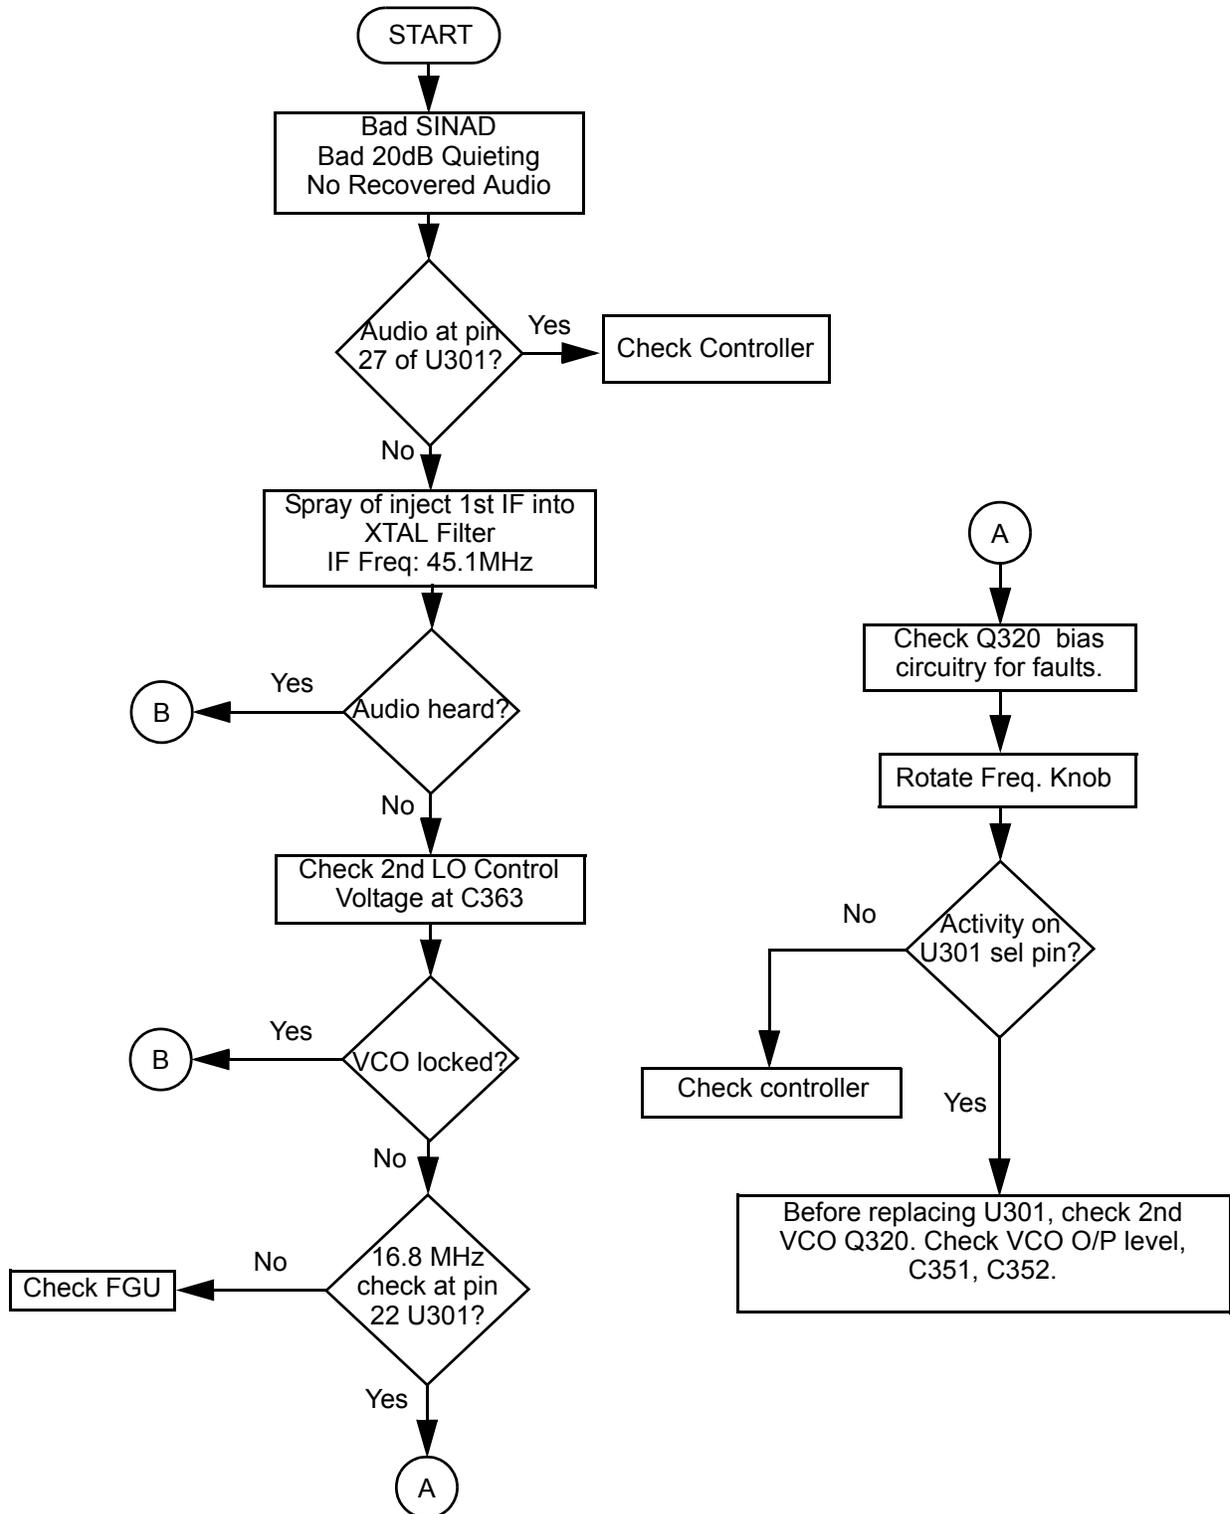 START
Bad SINAD
Bad 20dB Quieting
No Recovered Audio
Audio at pin
27 of U301?
Yes
Check Controller
No
Spray of inject 1st IF into
XTAL Filter
IF Freq: 45.1MHz
Audio heard?
Yes
B
No
Check 2nd LO Control
Voltage at C363
VCO locked?
Yes
B
No
16.8 MHz
check at pin
22 U301?
No
Check FGU
Yes
A
A
Check Q320  bias
circuitry for faults.
Rotate Freq. Knob
Activity on
U301 sel pin?
No
Check controller
Yes
Before replacing U301, check 2nd
VCO Q320. Check VCO O/P level,
C351, C352.